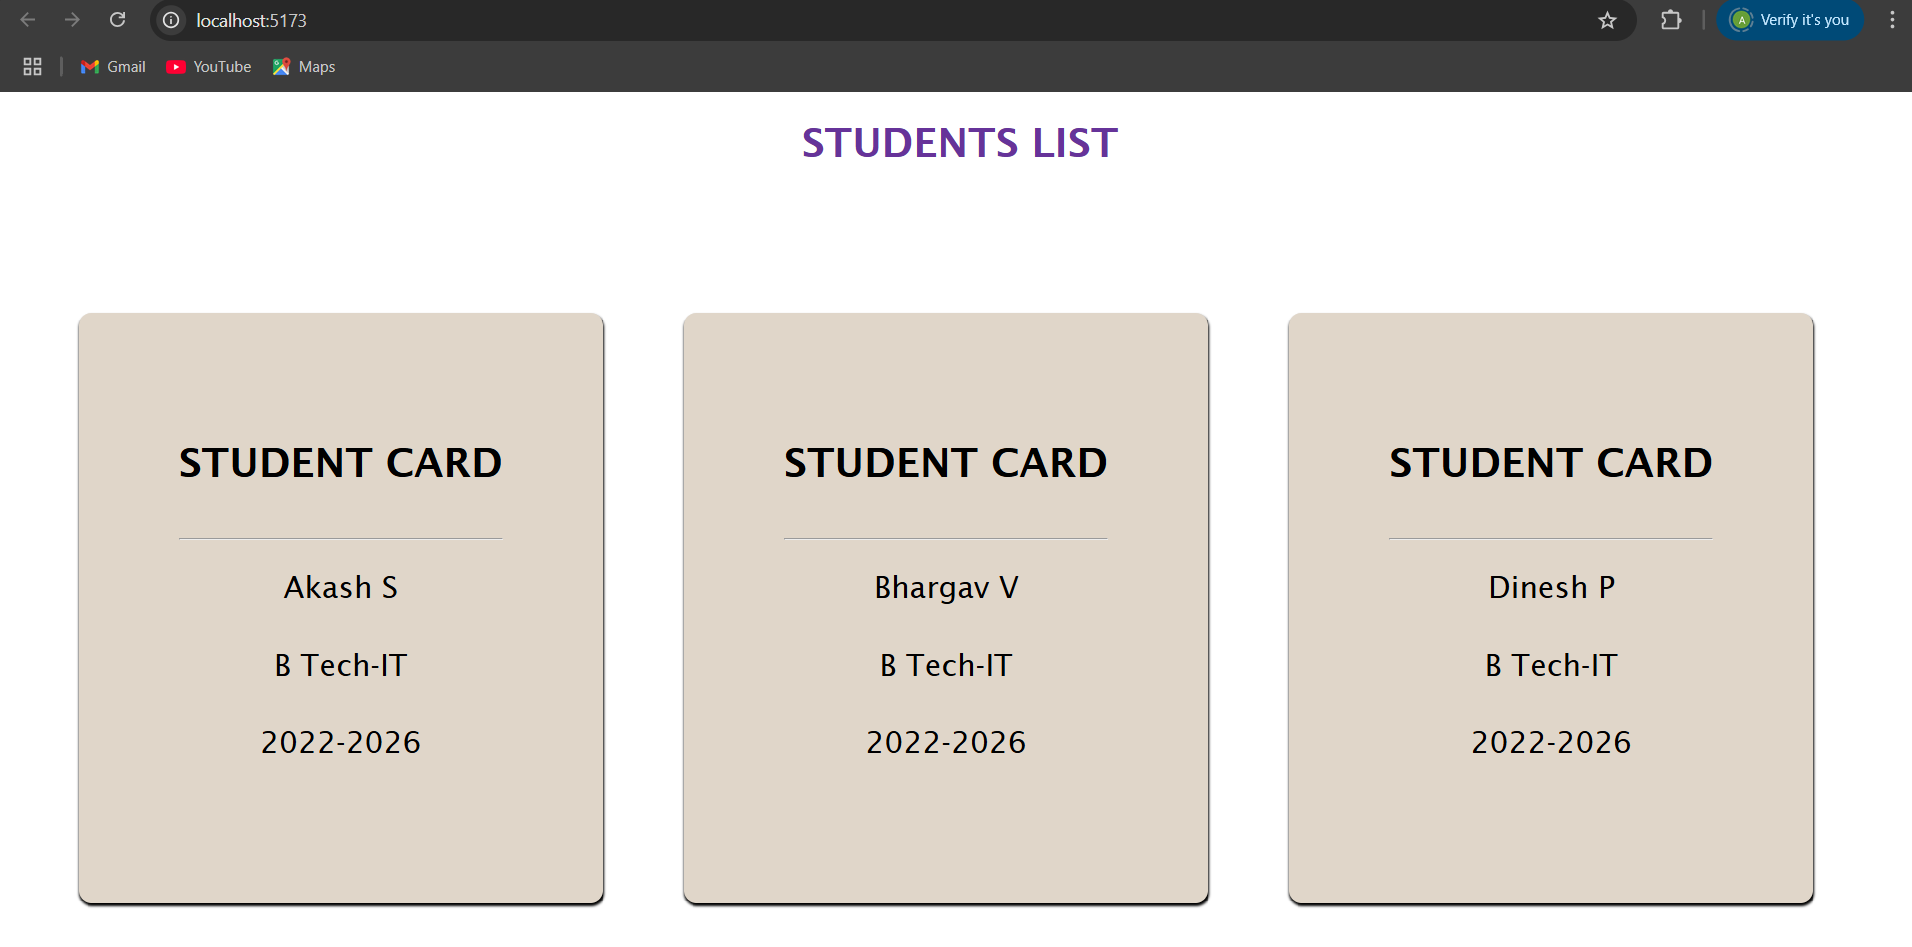 localhost:5173
A
Verify it's you
Gmail
YouTube
Maps
STUDENTS LIST
STUDENT CARD
Akash S
B Tech-IT
2022-2026
STUDENT CARD
Bhargav V
B Tech-IT
2022-2026
STUDENT CARD
Dinesh P
B Tech-IT
2022-2026